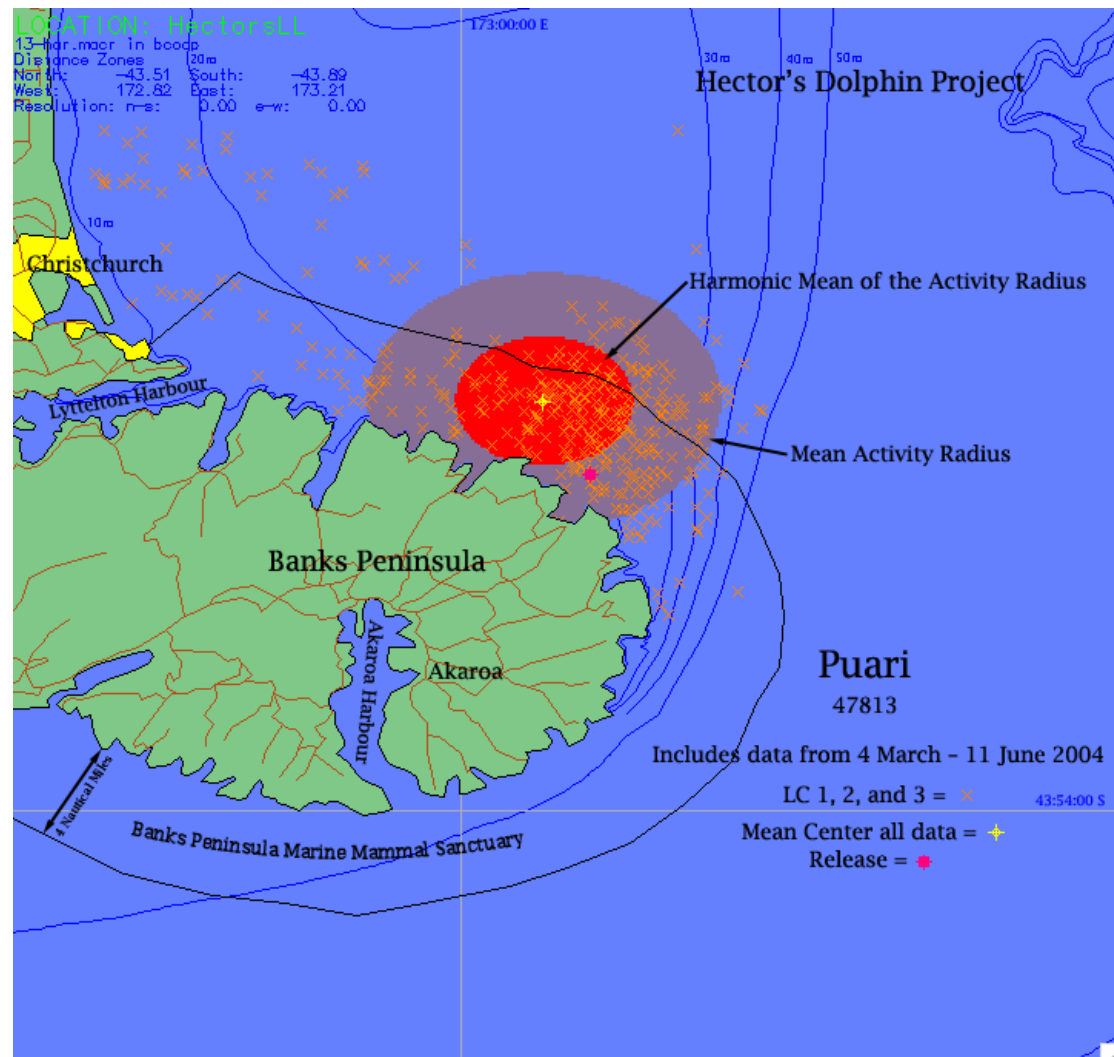 LOCATION: HectorsLL
13-har.macr in bcodp
Distance Zones
North: -43.51 South: -43.89
West: 172.82 East: 173.21
Resolution: n-s: 0.00 e-w: 0.00
173:00:00 E
20m
30m
40m
50m
Hector's Dolphin Project
10m
Christchurch
Harmonic Mean of the Activity Radius
Lyttelton Harbour
Mean Activity Radius
Banks Peninsula
Akaroa Harbour
Akaroa
Puari
47813
Includes data from 4 March - 11 June 2004
LC 1, 2, and 3 =
43:54:00 S
4 Nautical Miles
Banks Peninsula Marine Mammal Sanctuary
Mean Center all data =
Release =